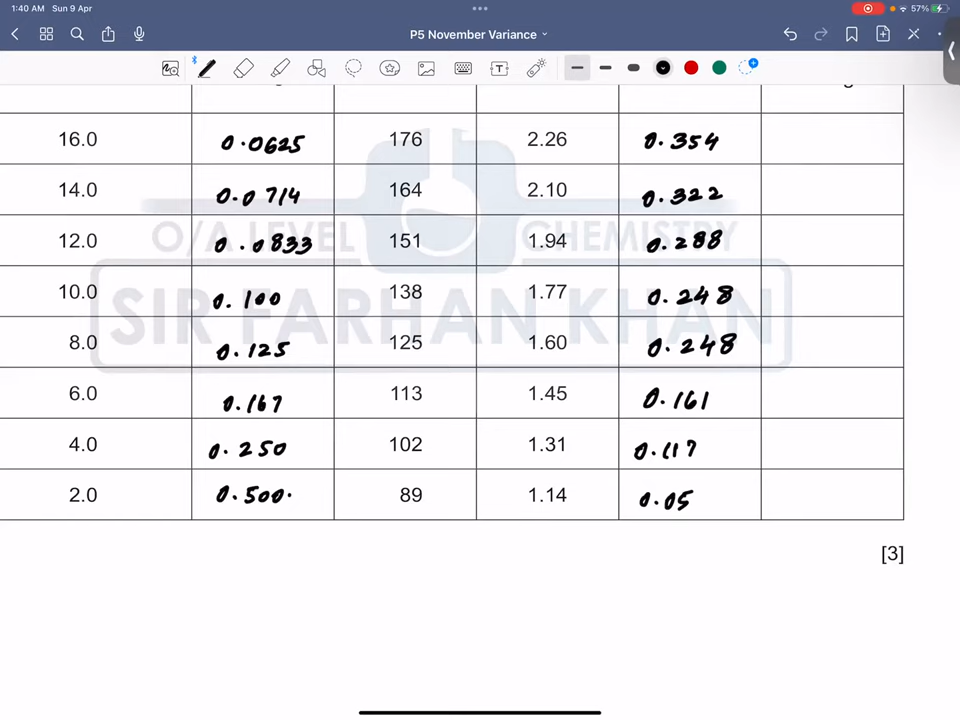 1:40 AM Sun 9 Apr
57%
P5 November Variance
16.0 0.0625 176 2.26 0.354
14.0 0.0714 164 2.10 0.322
12.0 0.0833 151 1.94 0.288
O/A LEVEL CHEMISTRY
10.0 0.100 138 1.77 0.248
SIR FARHAN KHAN
8.0 0.125 125 1.60 0.248
6.0 0.167 113 1.45 0.161
4.0 0.250 102 1.31 0.117
2.0 0.500. 89 1.14 0.05
[3]